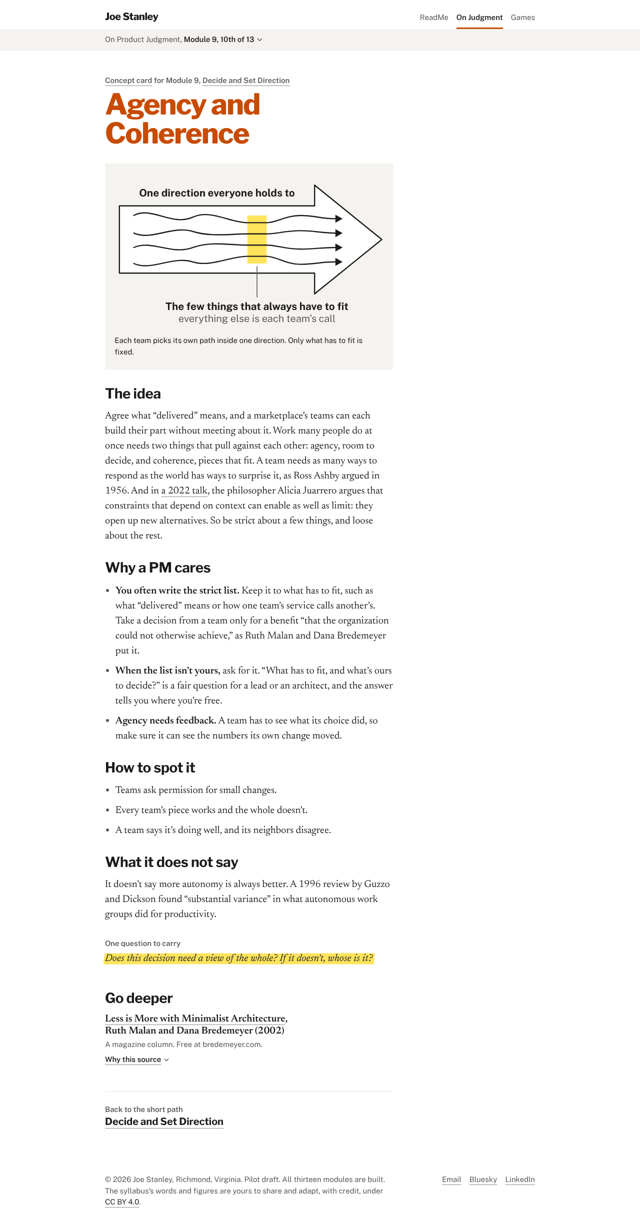 Joe Stanley
ReadMe On Judgment Games
On Product Judgment, Module 9, 10th of 13
Concept card for Module 9, Decide and Set Direction
Agency and
Coherence
One direction everyone holds to
The few things that always have to fit
everything else is each team's call
Each team picks its own path inside one direction. Only what has to fit is
fixed.
The idea
Agree what “delivered” means, and a marketplace’s teams can each
build their part without meeting about it. Work many people do at
once needs two things that pull against each other: agency, room to
decide, and coherence, pieces that fit. A team needs as many ways to
respond as the world has ways to surprise it, as Ross Ashby argued in
1956. And in a 2022 talk, the philosopher Alicia Juarrero argues that
constraints that depend on context can enable as well as limit: they
open up new alternatives. So be strict about a few things, and loose
about the rest.
Why a PM cares
• You often write the strict list. Keep it to what has to fit, such as
what “delivered” means or how one team’s service calls another’s.
Take a decision from a team only for a benefit “that the organization
could not otherwise achieve,” as Ruth Malan and Dana Bredemeyer
put it.
• When the list isn’t yours, ask for it. “What has to fit, and what’s ours
to decide?” is a fair question for a lead or an architect, and the answer
tells you where you’re free.
• Agency needs feedback. A team has to see what its choice did, so
make sure it can see the numbers its own change moved.
How to spot it
• Teams ask permission for small changes.
• Every team’s piece works and the whole doesn’t.
• A team says it’s doing well, and its neighbors disagree.
What it does not say
It doesn’t say more autonomy is always better. A 1996 review by Guzzo
and Dickson found “substantial variance” in what autonomous work
groups did for productivity.
One question to carry
Does this decision need a view of the whole? If it doesn’t, whose is it?
Go deeper
Less is More with Minimalist Architecture,
Ruth Malan and Dana Bredemeyer (2002)
A magazine column. Free at bredemeyer.com.
Why this source
Back to the short path
Decide and Set Direction
© 2026 Joe Stanley, Richmond, Virginia. Pilot draft. All thirteen modules are built.
The syllabus’s words and figures are yours to share and adapt, with credit, under
CC BY 4.0.
Email Bluesky LinkedIn